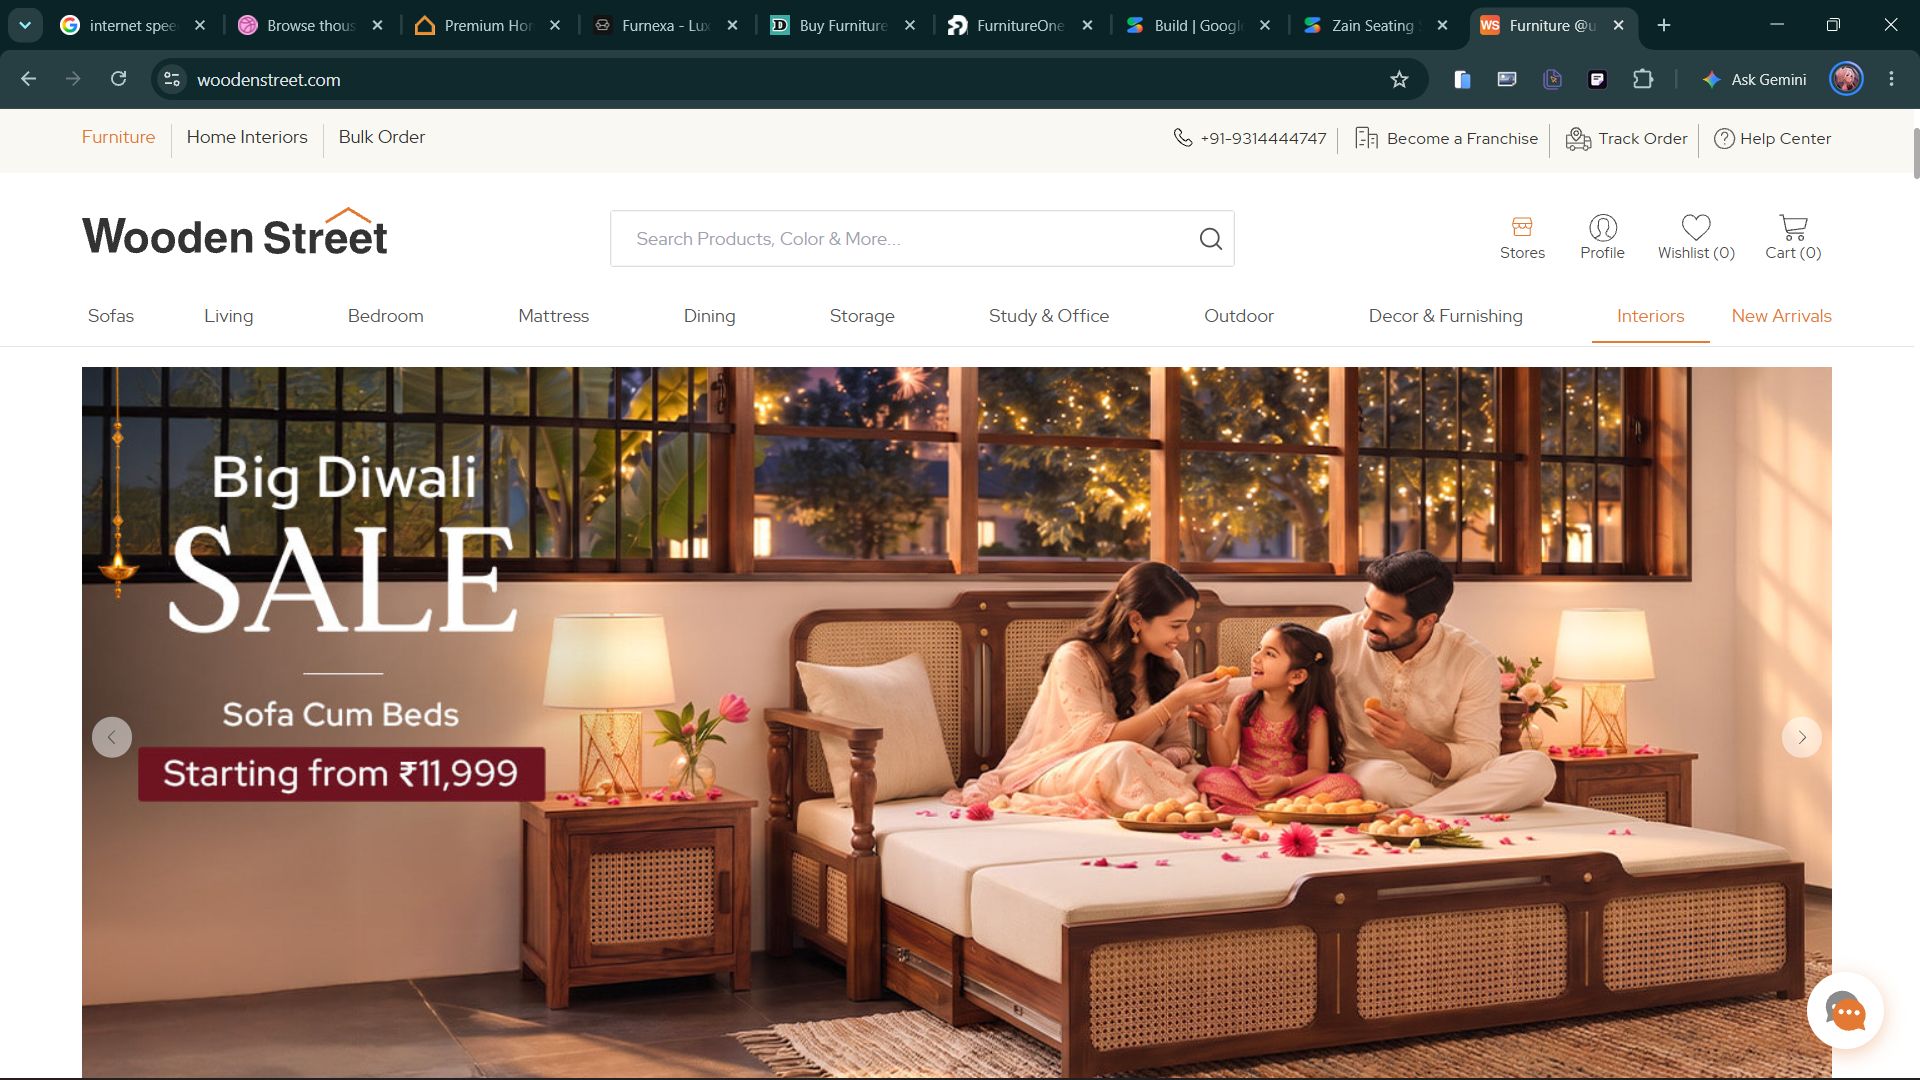 internet spee
Browse thous
Premium Hon
Furnexa - Lux
Buy Furniture
FurnitureOne
Build | Google
Zain Seating
WS
Furniture @u
woodenstreet.com
Ask Gemini
Furniture
Home Interiors
Bulk Order
+91-9314444747
Become a Franchise
Track Order
Help Center
Wooden Street
Search Products, Color & More...
Stores
Profile
Wishlist (0)
Cart (0)
Sofas
Living
Bedroom
Mattress
Dining
Storage
Study & Office
Outdoor
Decor & Furnishing
Interiors
New Arrivals
Big Diwali
SALE
Sofa Cum Beds
Starting from ₹11,999